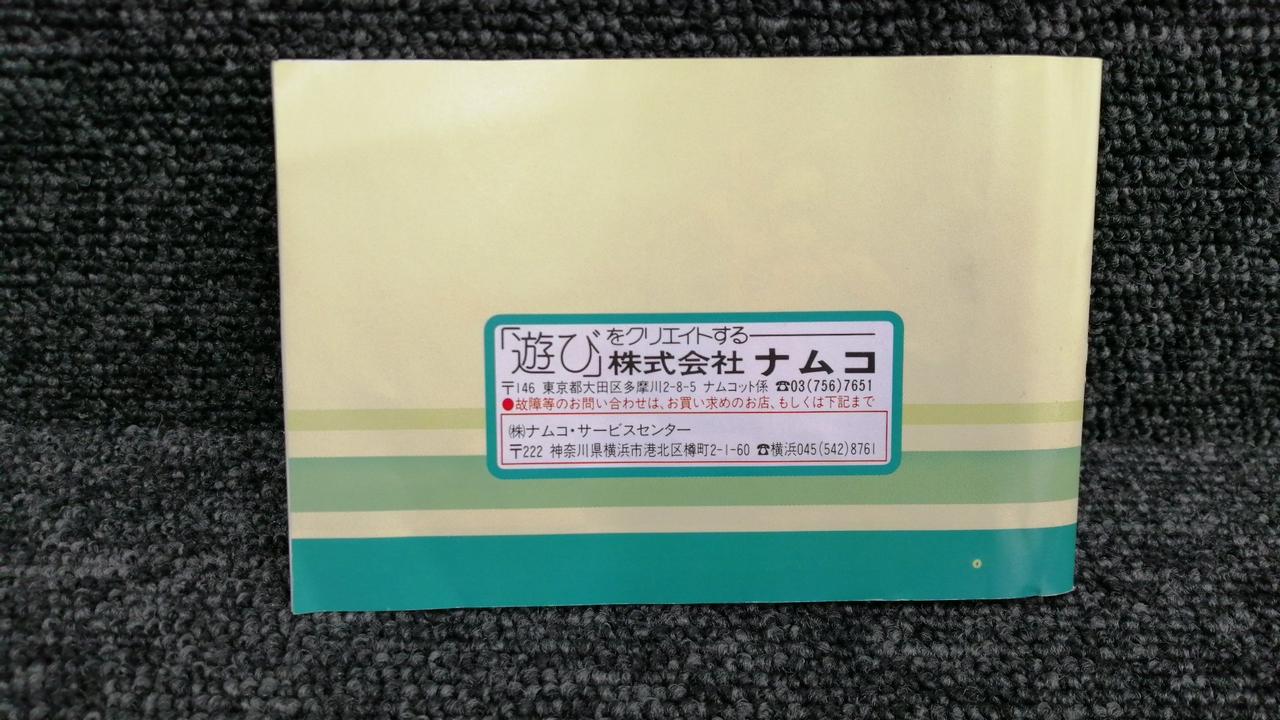 「遊び」をクリエイトする
株式会社 ナムコ
〒146 東京都大田区多摩川2-8-5 ナムコット係 ☎03(756)7651
●故障等のお問い合わせは、お買い求めのお店、もしくは下記まで
㈱ナムコ・サービスセンター
〒222 神奈川県横浜市港北区樽町2-1-60 ☎横浜045(542)8761